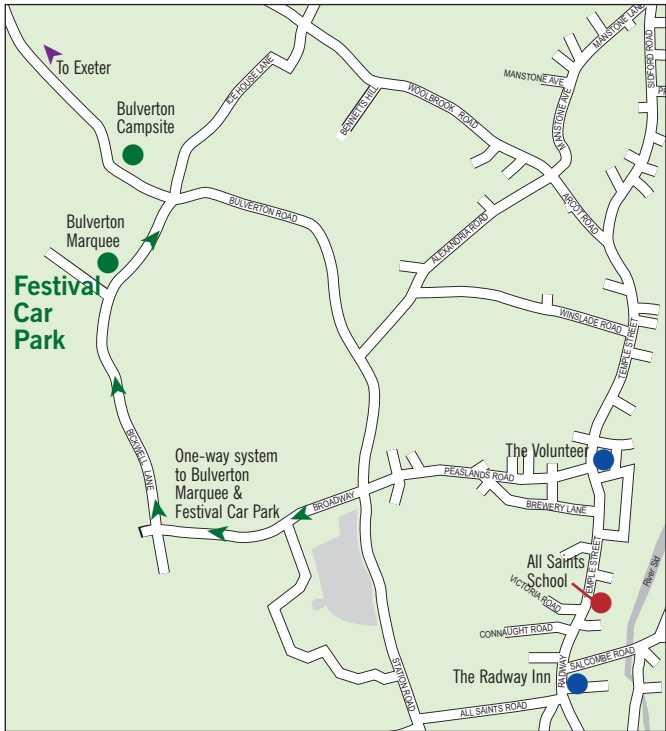 To Exeter
Bulverton
Campsite
ICE HOUSE LANE
BENNETTS HILL
WOOLBROOK ROAD
MANSTONE AVE
MANSTONE LANE
MANSTONE AVE
SIDFORD ROAD
Bulverton
Marquee
BULVERTON ROAD
ALEXANDRIA ROAD
ARCOT ROAD
Festival
Car
Park
WINSLADE ROAD
TEMPLE STREET
BICKWELL LANE
One-way system
to Bulverton
Marquee &
Festival Car Park
BROADWAY
PEASLANDS ROAD
The Volunteer
BREWERY LANE
All Saints
School
TEMPLE STREET
River Sid
VICTORIA ROAD
CONNAUGHT ROAD
SALCOMBE ROAD
The Radway Inn
RADWAY
STATION ROAD
ALL SAINTS ROAD